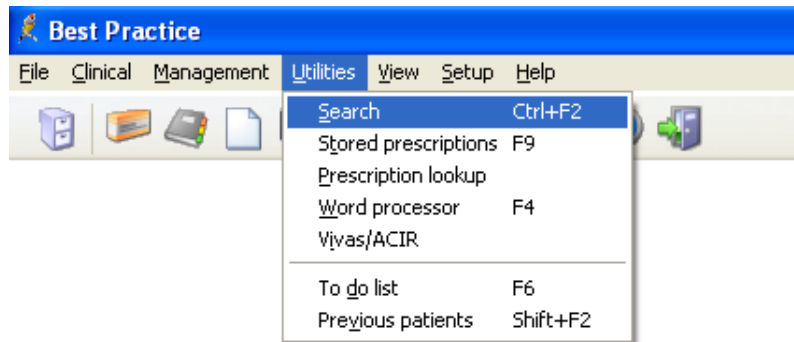 Best Practice
File Clinical Management Utilities View Setup Help
Search Ctrl+F2
Stored prescriptions F9
Prescription lookup
Word processor F4
Vivas/ACIR
To do list F6
Previous patients Shift+F2